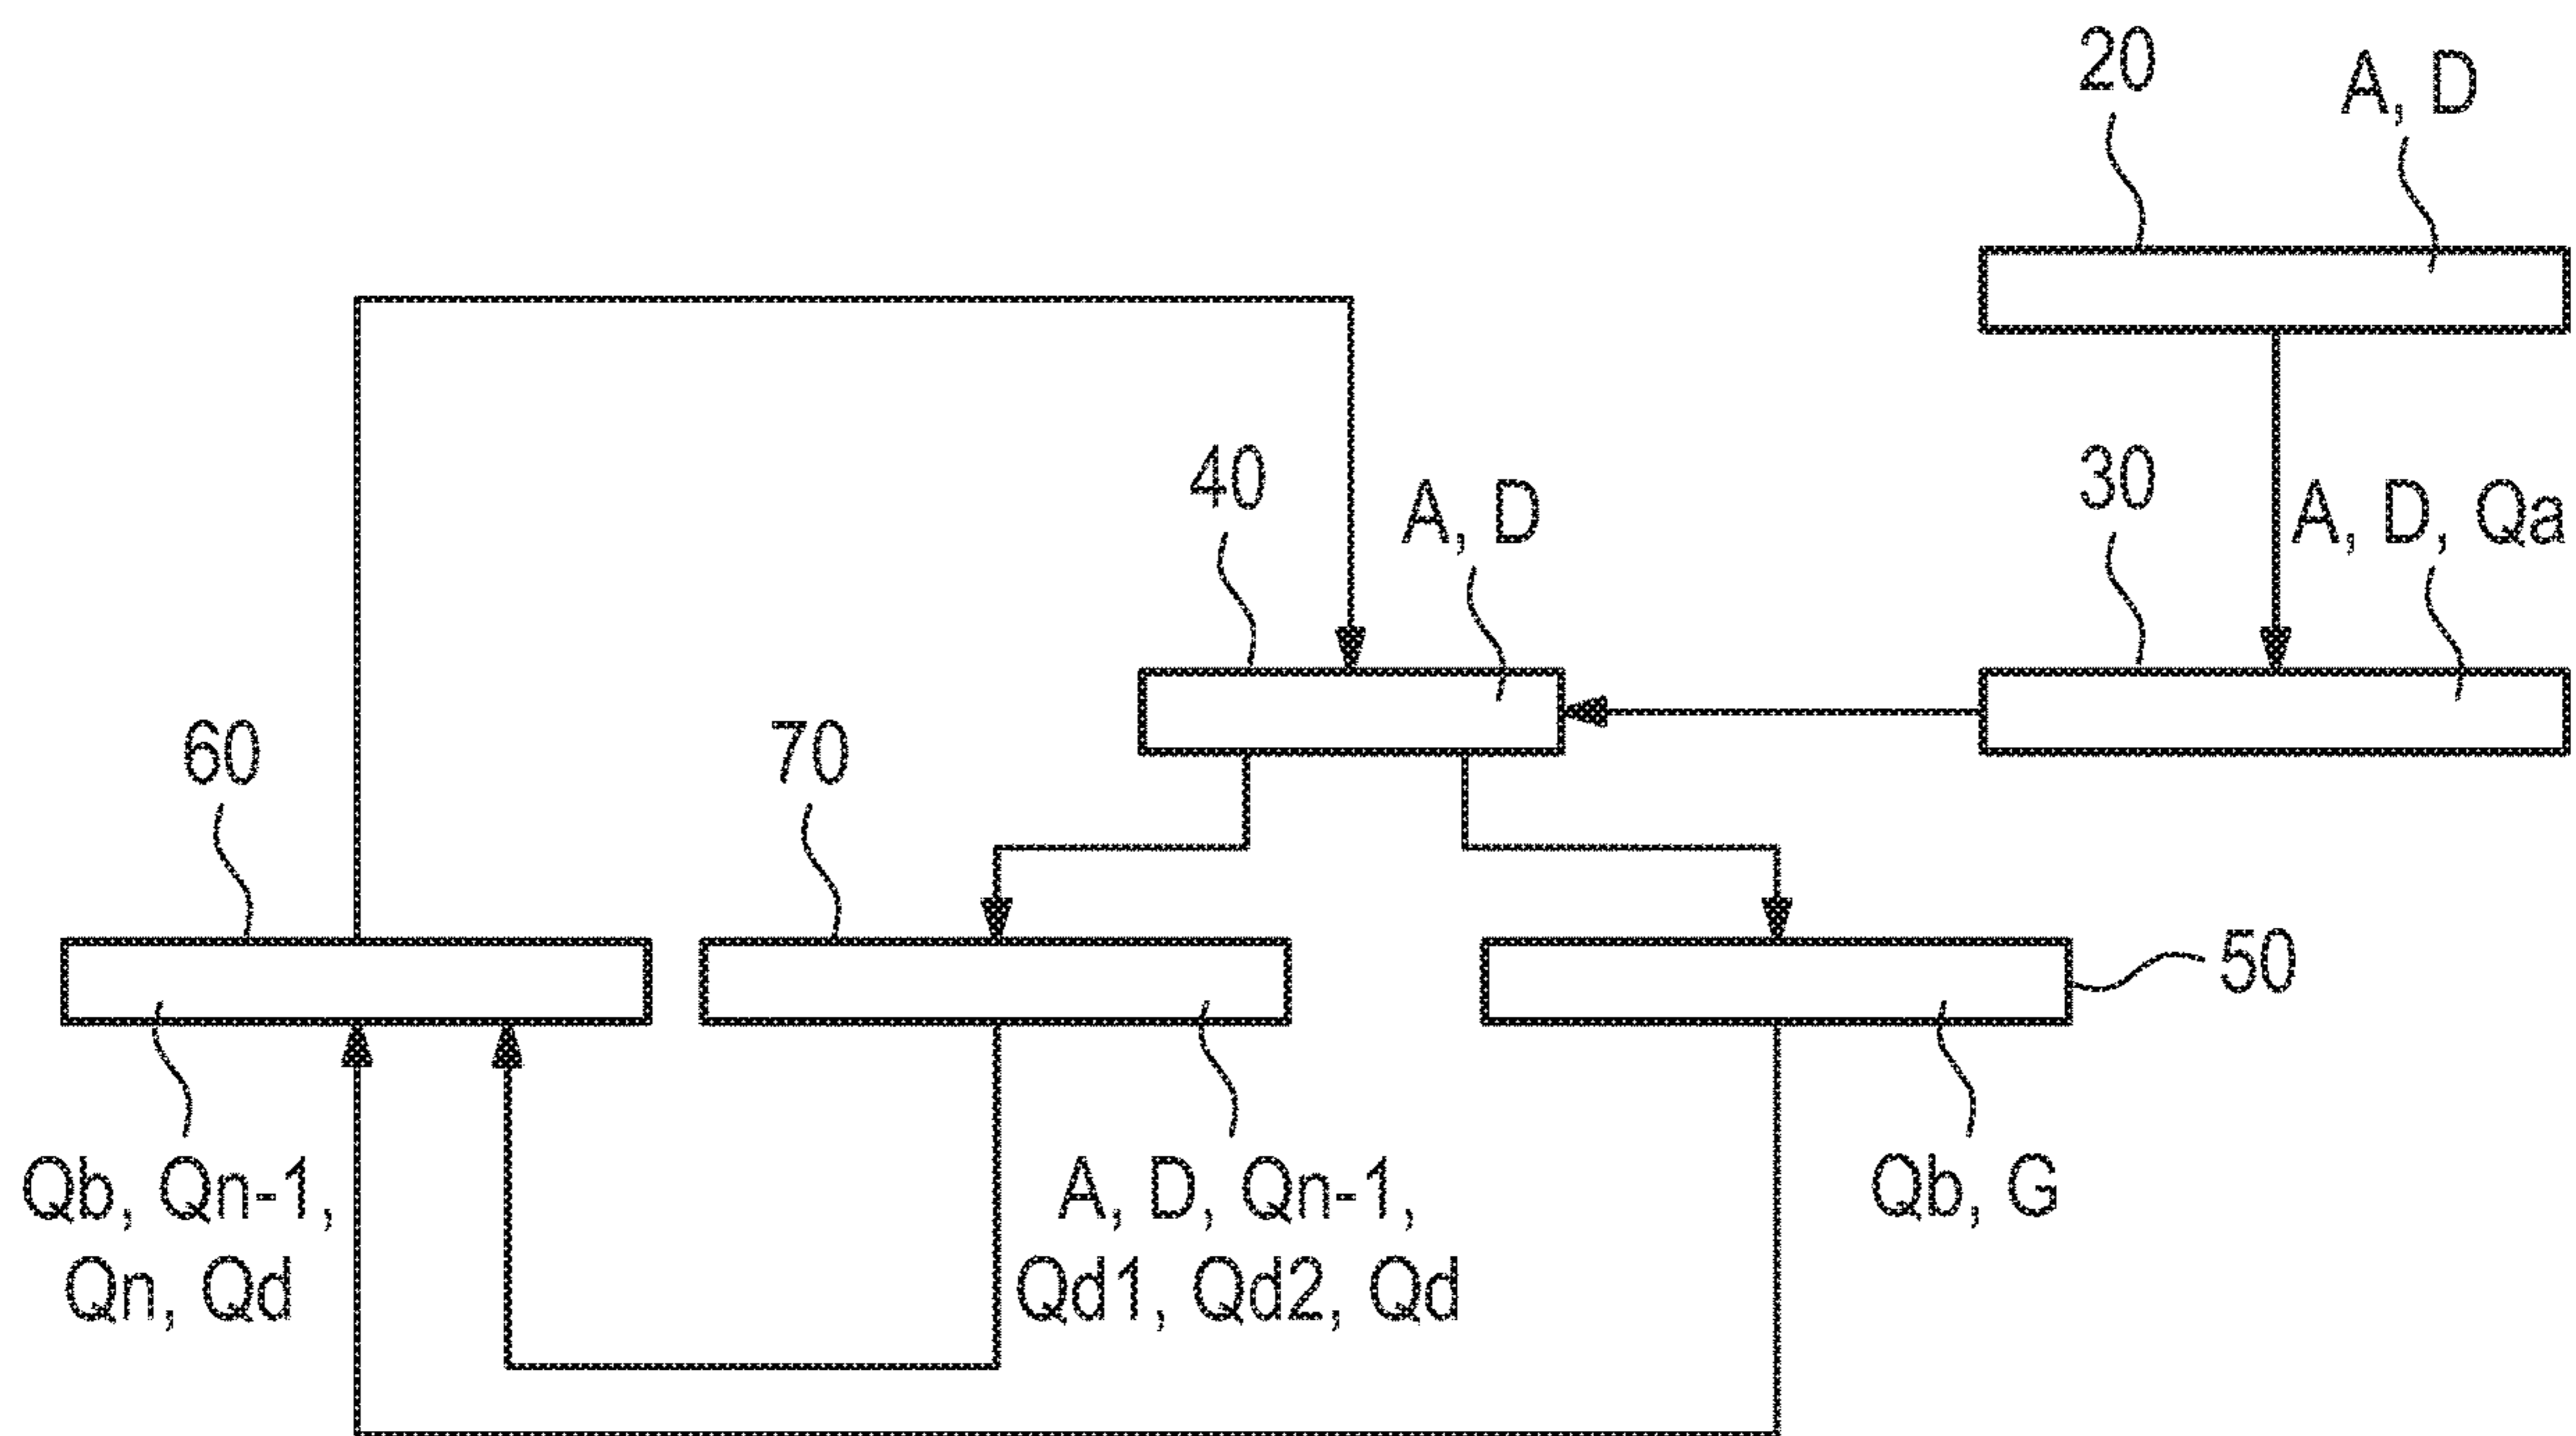 20
A, D
40
A, D
30
A, D, Qa
60
70
50
Qb, Qn-1,
Qn, Qd
A, D, Qn-1,
Qd1, Qd2, Qd
Qb, G